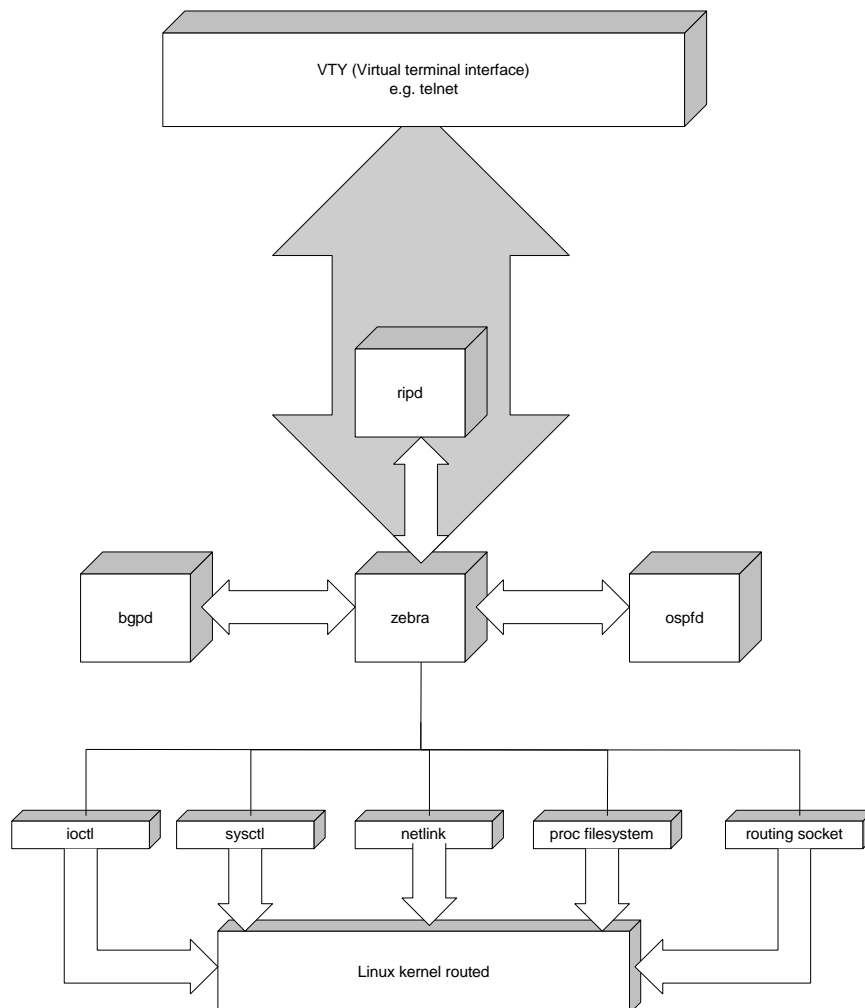 VTY (Virtual terminal interface)
e.g. telnet
ripd
bgpd
zebra
ospfd
ioctl
sysctl
netlink
proc filesystem
routing socket
Linux kernel routed